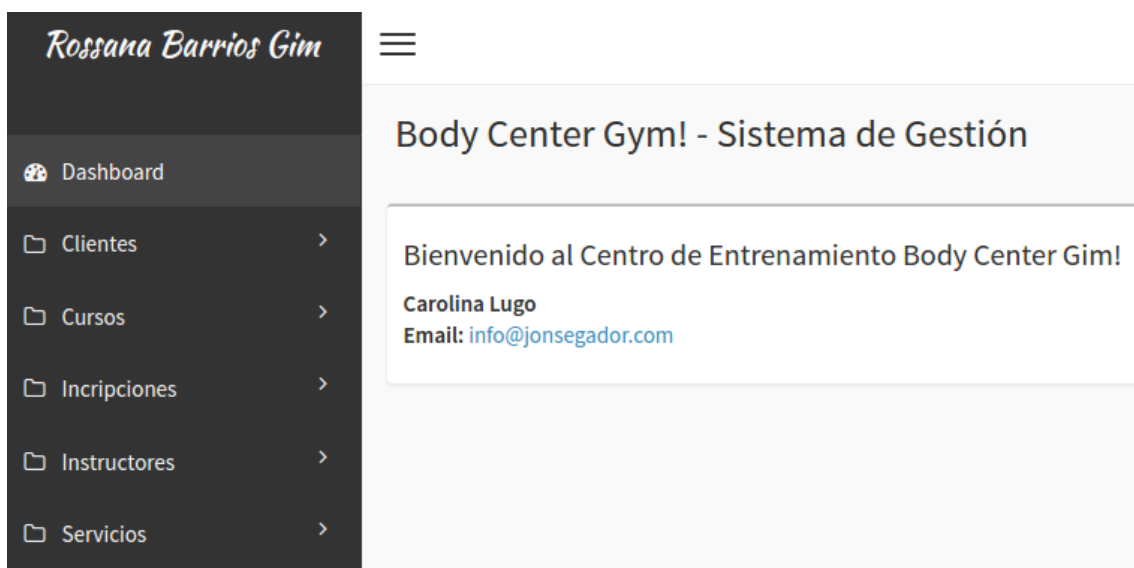 Rossana Barrios Gim
Dashboard
Clientes
Cursos
Incripciones
Instructores
Servicios
Body Center Gym! - Sistema de Gestión
Bienvenido al Centro de Entrenamiento Body Center Gim!
Carolina Lugo
Email: info@jonsegador.com